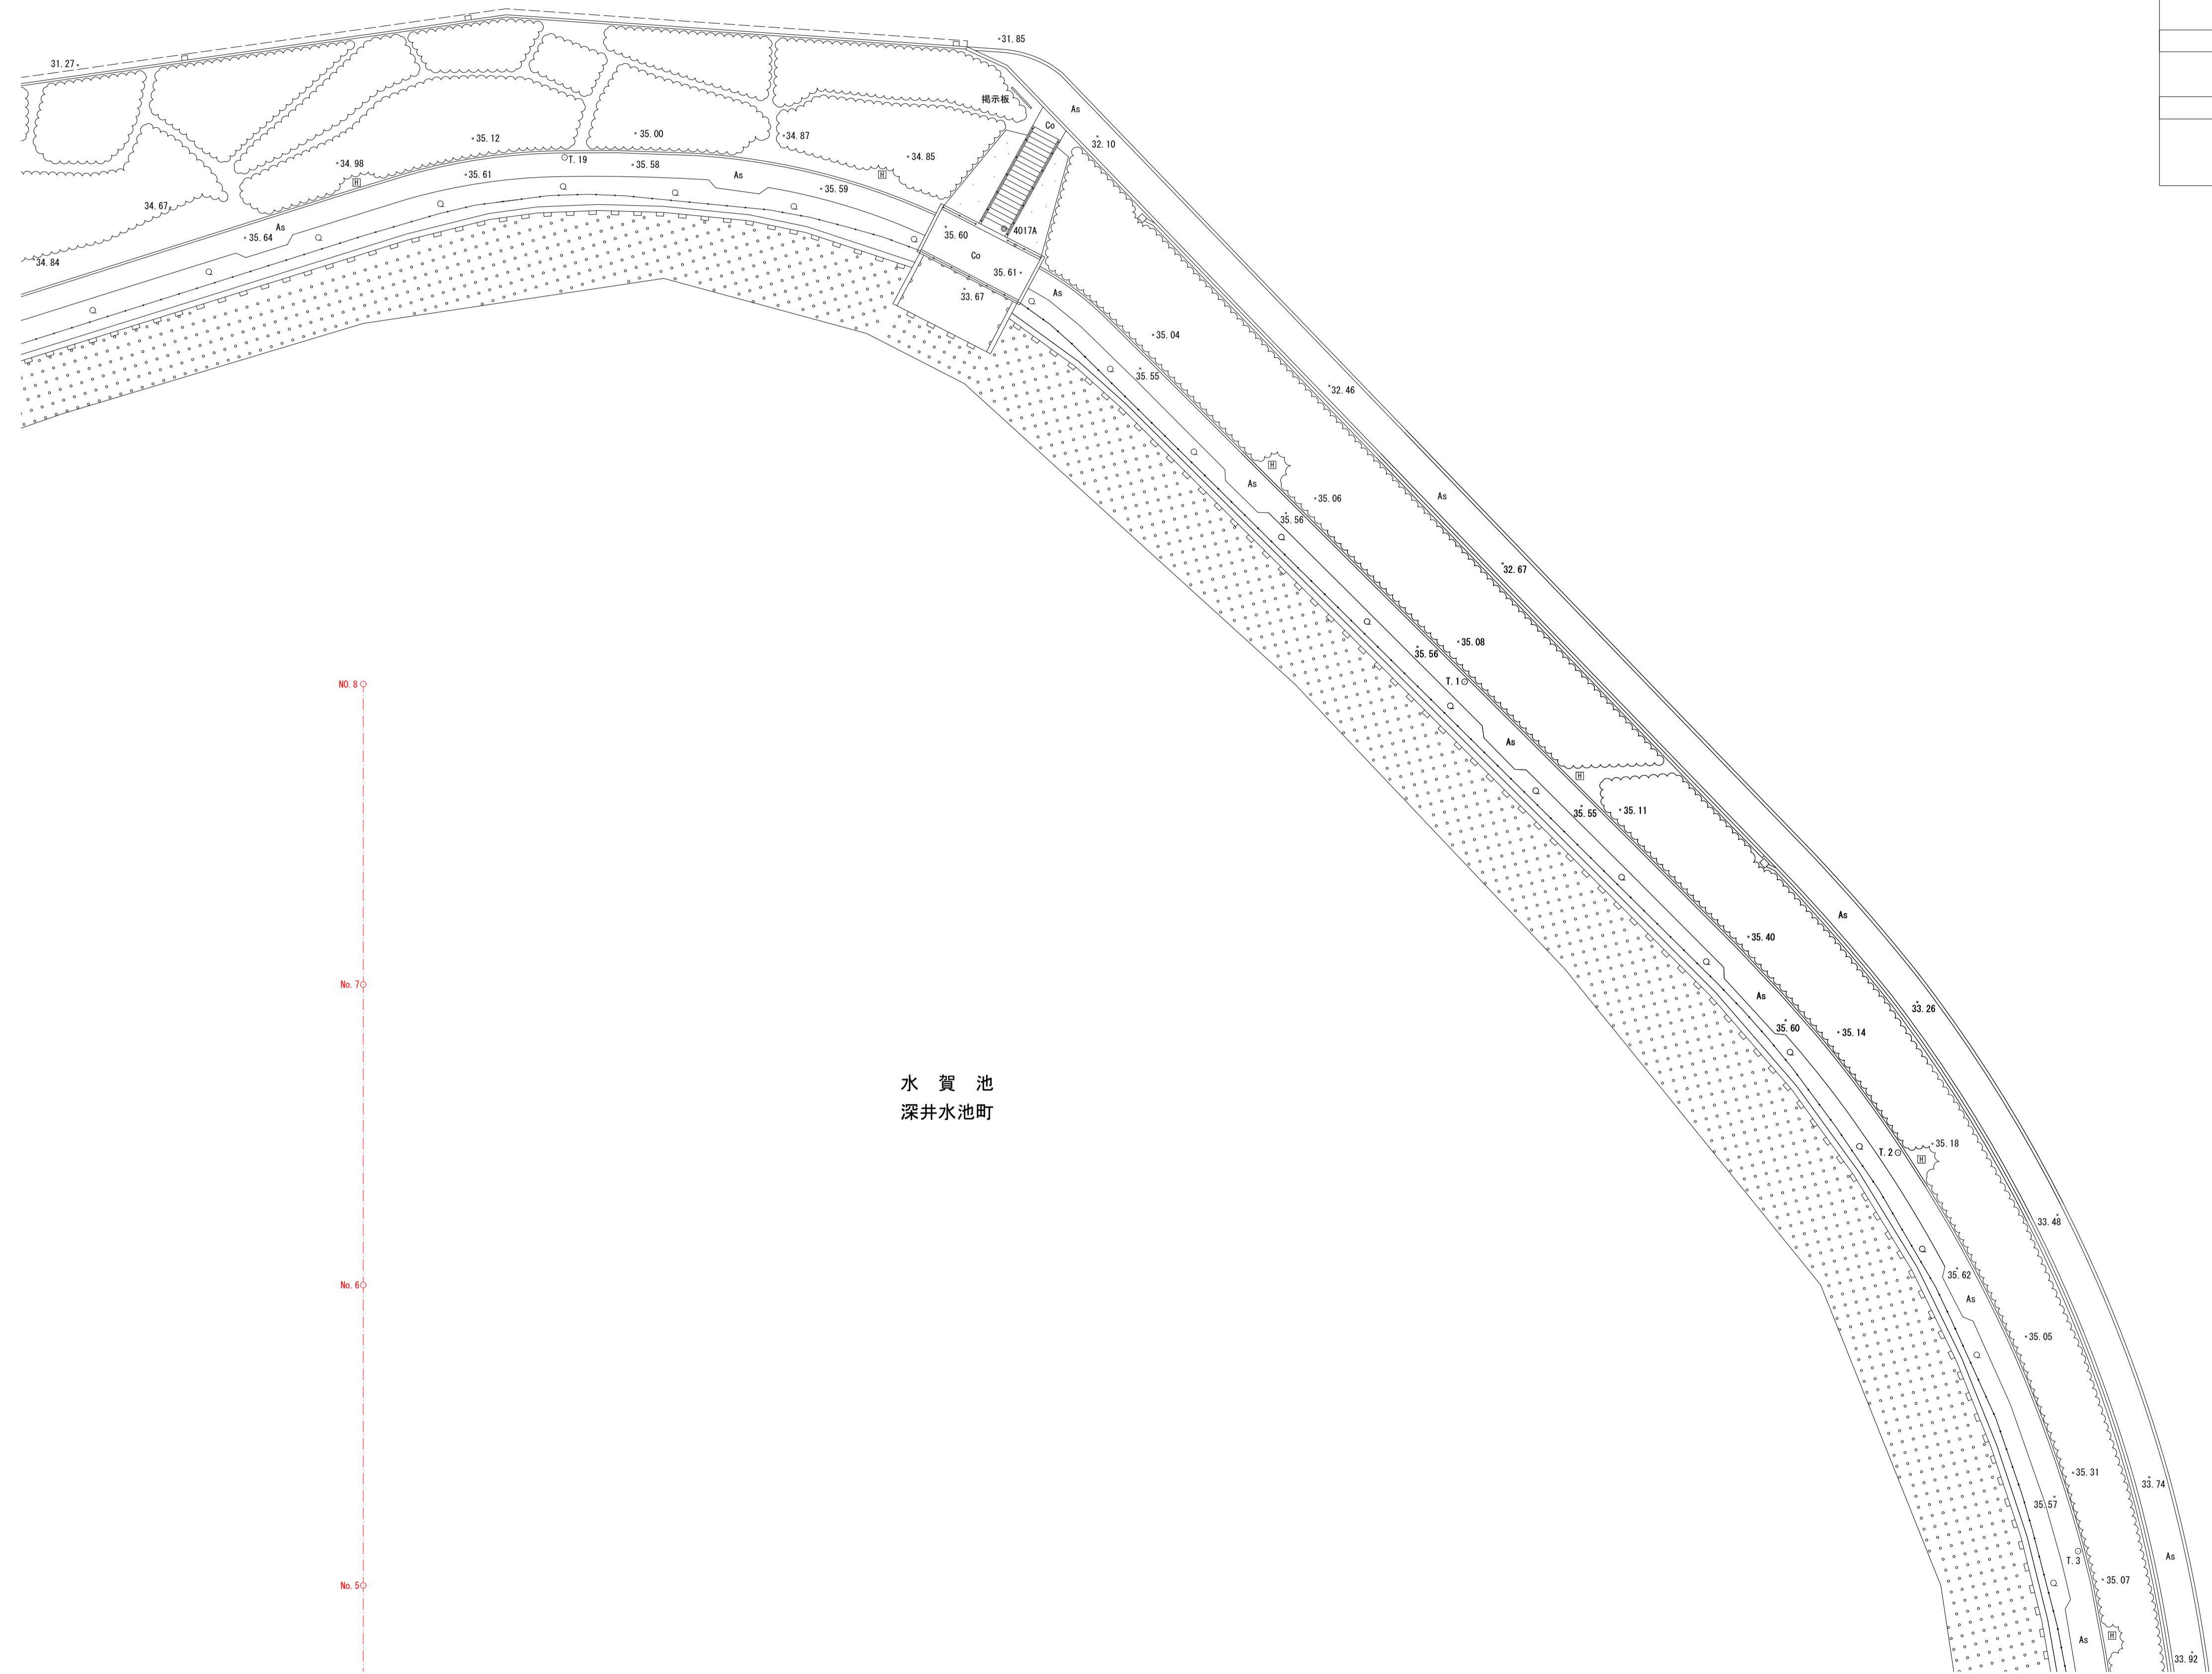 31.85
31.27
掲示板
As
Co
32.10
35.12
35.00
34.87
34.85
34.98
T.19
35.58
As
35.61
35.59
34.67
As
35.64
35.60
4017A
Co
34.84
35.61
As
33.67
35.04
35.55
32.46
H
H
H
As
35.06
As
35.56
32.67
35.08
35.56
T.1
NO.8
As
H
35.55
35.11
As
35.40
No.7
As
33.26
35.60
35.14
水 賀 池
深井水池町
35.18
T.2
H
33.48
35.62
No.6
As
35.05
35.31
33.74
35.57
As
T.3
No.5
35.07
H
As
33.92